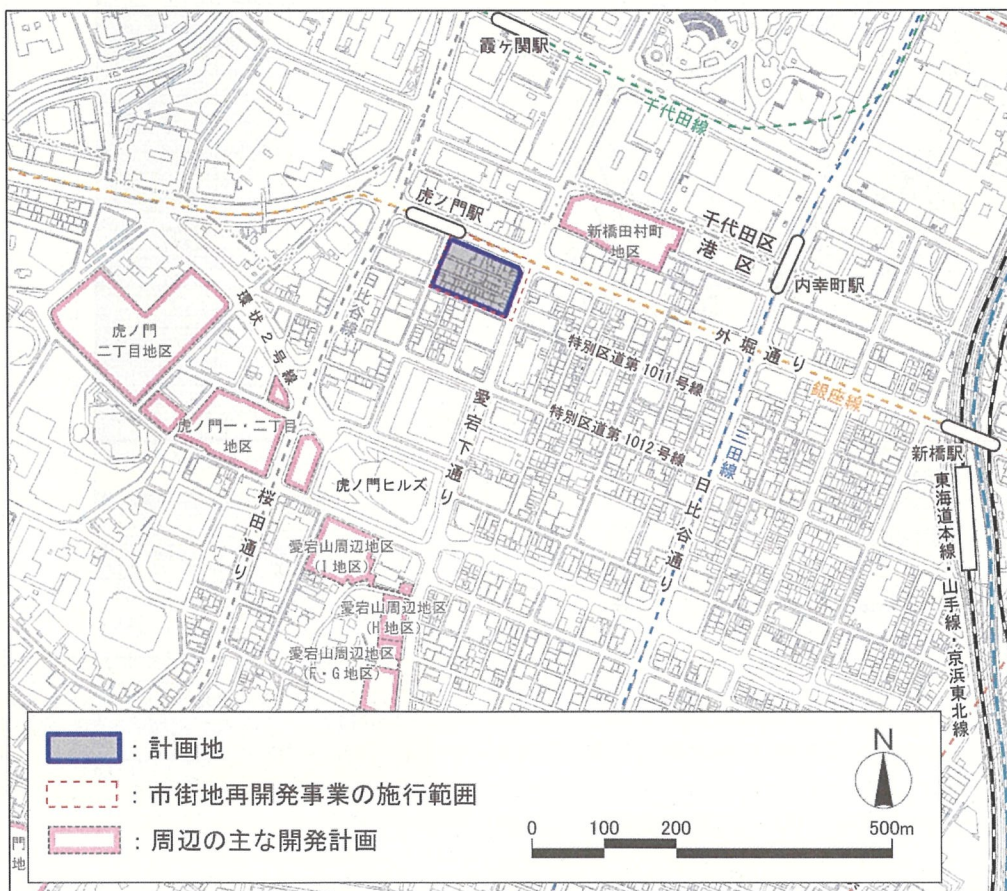 霞ヶ関駅
千代田線
虎ノ門駅
新橋田村町
地区
千代田区
港区
内幸町駅
日比谷線
環状2号線
虎ノ門
二丁目地区
外堀通り
特別区道第1011号線
銀座線
特別区道第1012号線
愛宕下通り
三田線
虎ノ門一・二丁目
地区
新橋駅
虎ノ門ヒルズ
桜田通り
日比谷通り
東海道本線・山手線・京浜東北線
愛宕山周辺地区
(I地区)
愛宕山周辺地区
(H地区)
愛宕山周辺地区
(F・G地区)
：計画地
：市街地再開発事業の施行範囲
：周辺の主な開発計画
N
0 100 200 500m
門
地